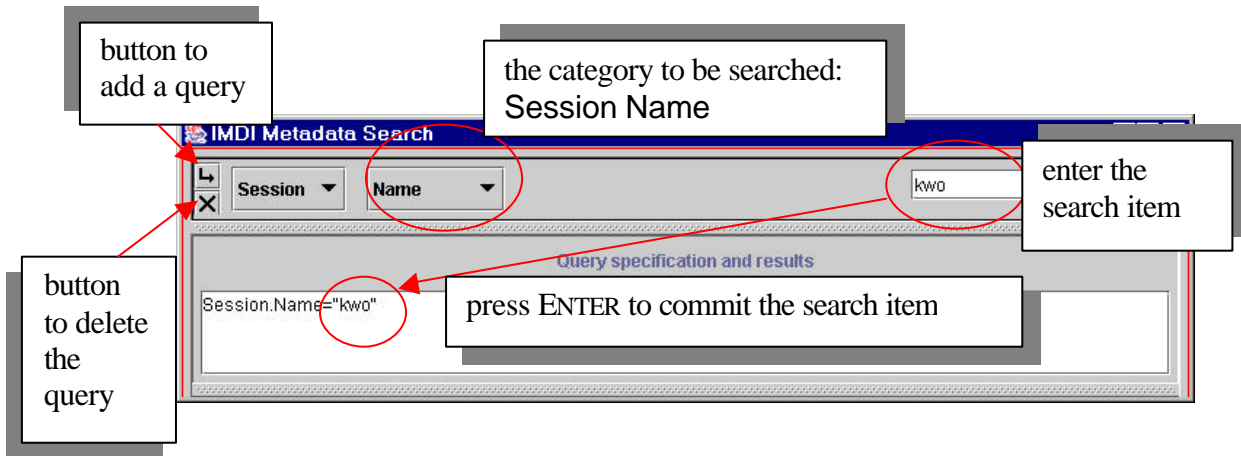 button to
add a query
the category to be searched:
Session Name
IMDI Metadata Search
enter the
search item
Session
Name
kwo
Query specification and results
button
to delete
the
query
Session.Name="kwo"
press ENTER to commit the search item